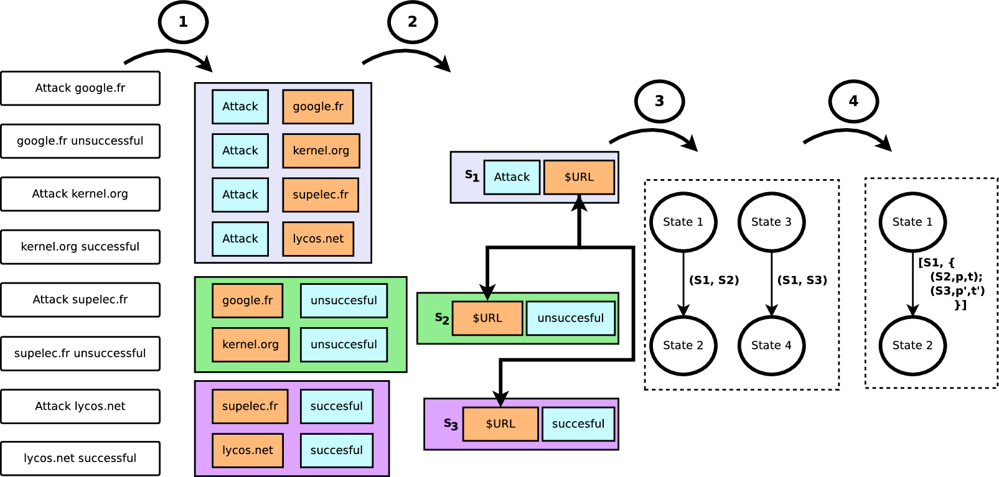 1
2
3
4
Attack google.fr
google.fr unsuccessful
Attack kernel.org
kernel.org successful
Attack supelec.fr
supelec.fr unsuccessful
Attack lycos.net
lycos.net successful
Attack google.fr
Attack kernel.org
Attack supelec.fr
Attack lycos.net
google.fr unsuccesful
kernel.org unsuccesful
supelec.fr succesful
lycos.net succesful
S1 Attack $URL
S2 $URL unsuccesful
S3 $URL succesful
State 1
(S1, S2)
State 2
State 3
(S1, S3)
State 4
State 1
[S1, {
(S2,p,t);
(S3,p',t')
}]
State 2